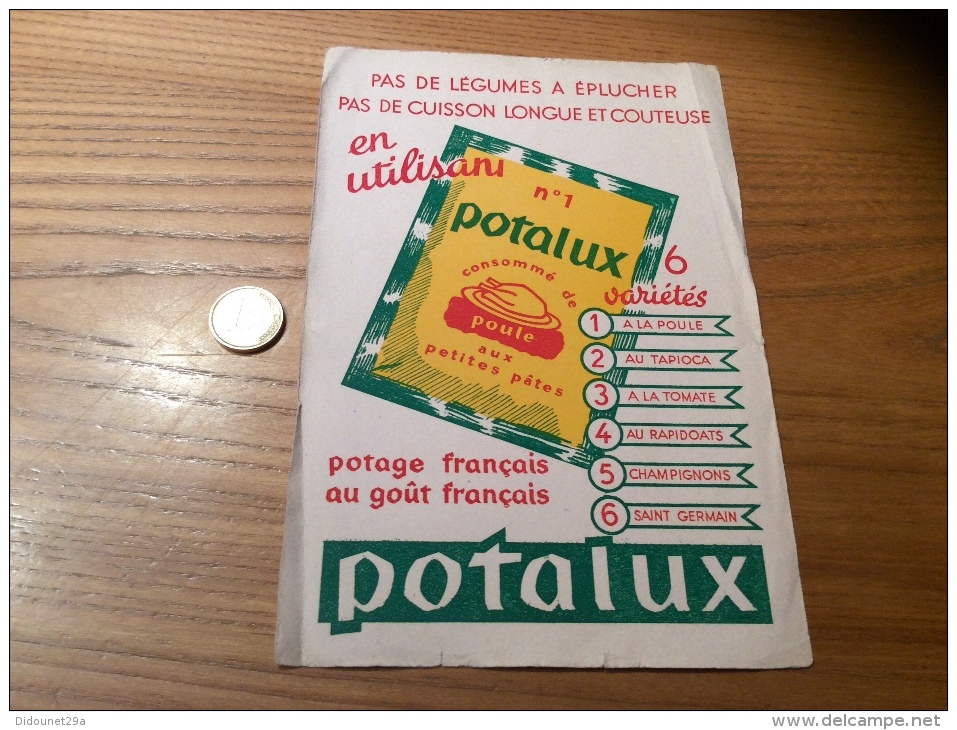 PAS DE LÉGUMES A ÉPLUCHER
PAS DE CUISSON LONGUE ET COUTEUSE
en
utilisant
n° 1
potalux
consommé de
poule
aux
petites pâtes
6
variétés
1 A LA POULE
2 AU TAPIOCA
3 A LA TOMATE
4 AU RAPIDOATS
5 CHAMPIGNONS
6 SAINT GERMAIN
potage français
au goût français
potalux
Didounet29a
www.delcampe.net